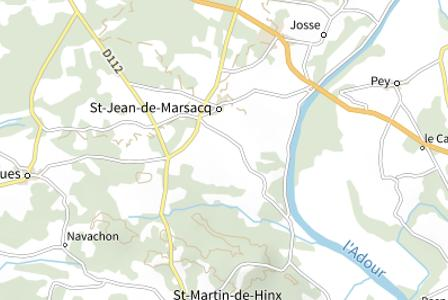 Josse
D112
Pey
St-Jean-de-Marsacq
le Ca
ues
Navachon
l'Adour
St-Martin-de-Hinx